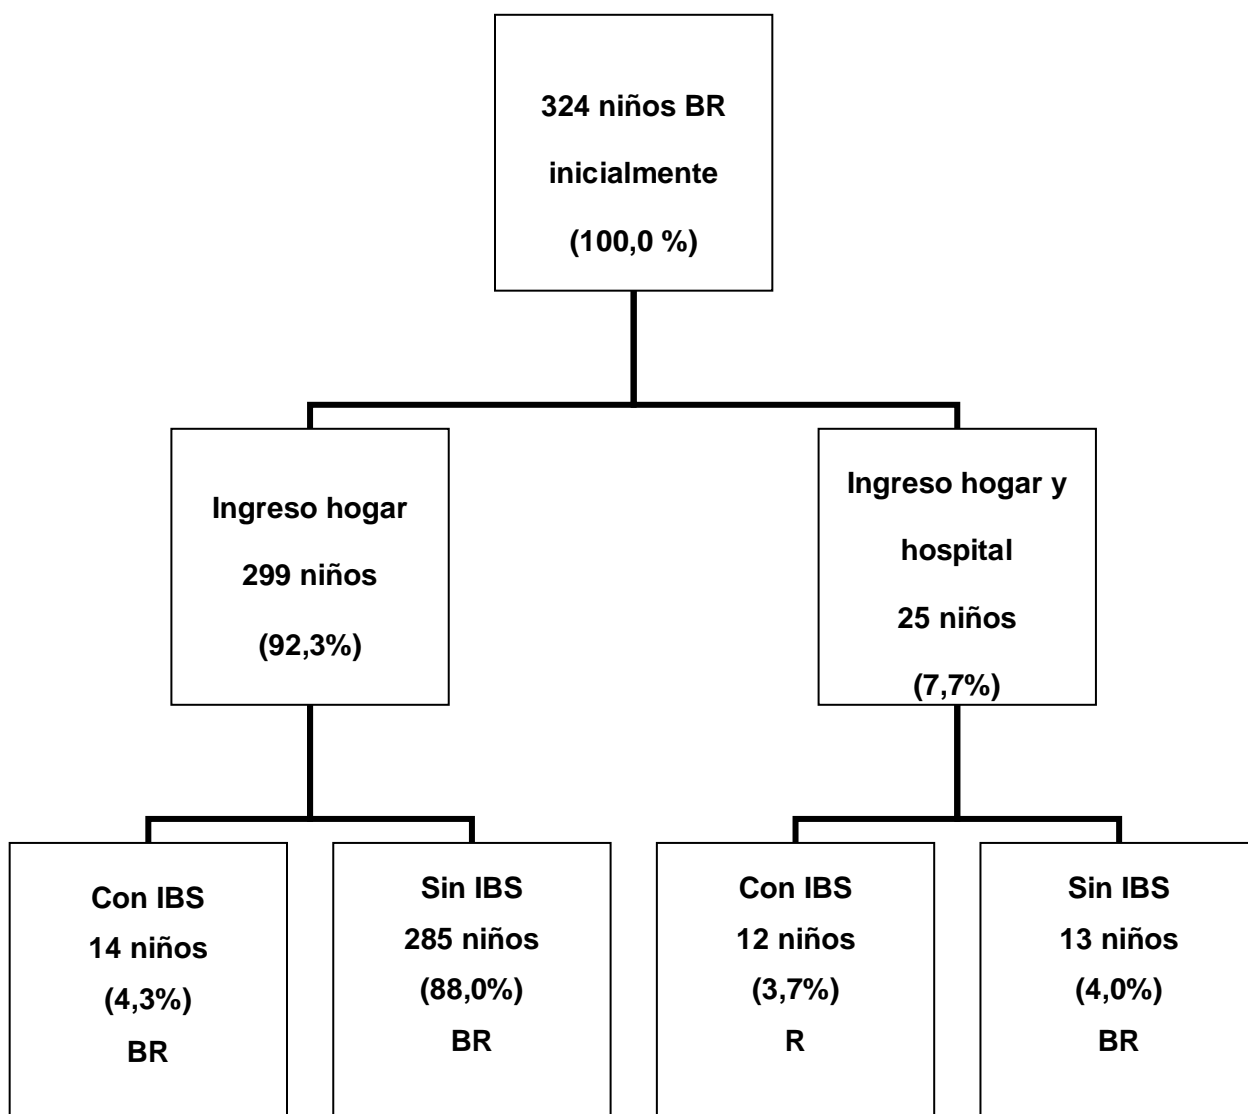 324 niños BR
inicialmente
(100,0 %)
Ingreso hogar
299 niños
(92,3%)
Ingreso hogar y
hospital
25 niños
(7,7%)
Con IBS
14 niños
(4,3%)
BR
Sin IBS
285 niños
(88,0%)
BR
Con IBS
12 niños
(3,7%)
R
Sin IBS
13 niños
(4,0%)
BR